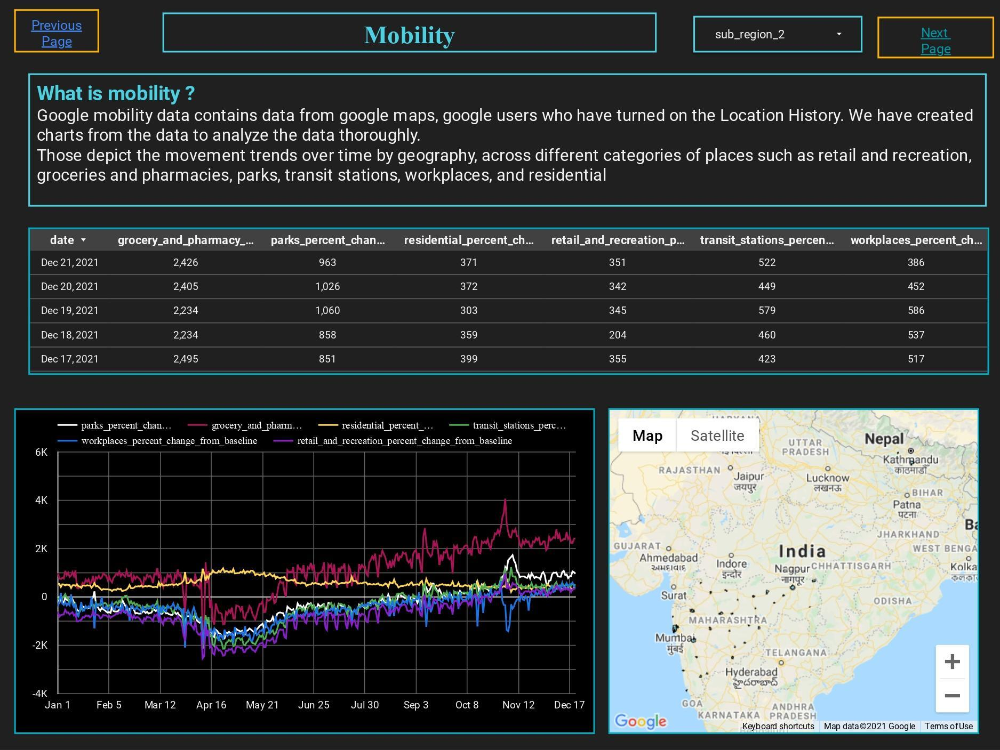 Previous
Page
Mobility
sub_region_2
Next
Page
What is mobility ?
Google mobility data contains data from google maps, google users who have turned on the Location History. We have created
charts from the data to analyze the data thoroughly.
Those depict the movement trends over time by geography, across different categories of places such as retail and recreation,
groceries and pharmacies, parks, transit stations, workplaces, and residential
date grocery_and_pharmacy_... parks_percent_chan... residential_percent_ch... retail_and_recreation_p... transit_stations_percen... workplaces_percent_ch...
Dec 21, 2021 2,426 963 371 351 522 386
Dec 20, 2021 2,405 1,026 372 342 449 452
Dec 19, 2021 2,234 1,060 303 345 579 586
Dec 18, 2021 2,234 858 359 204 460 537
Dec 17, 2021 2,495 851 399 355 423 517
parks_percent_chan... grocery_and_pharm... residential_percent_... transit_stations_perc...
workplaces_percent_change_from_baseline retail_and_recreation_percent_change_from_baseline
6K
4K
2K
0
-2K
-4K
Jan 1 Feb 5 Mar 12 Apr 16 May 21 Jun 25 Jul 30 Sep 3 Oct 8 Nov 12 Dec 17
Map Satellite
UTTAR
PRADESH
Nepal
Kathmandu
काठमाडौं
RAJASTHAN
Jaipur
जयपुर
Lucknow
लखनऊ
BIHAR
Patna
पटना
JHARKHAND
GUJARAT
Ahmedabad
અમદાવાદ
India
WEST BENGA
Indore
इन्दौर
Nagpur
नागपुर
CHHATTISGARH
Kolka
Surat
ODISHA
MAHARASHTRA
Mumbai
मुंबई
TELANGANA
Hyderabad
హైదరాబాద్
GOA
KARNATAKA
ANDHRA
PRADESH
Google
Keyboard shortcuts Map data ©2021 Google Terms of Use